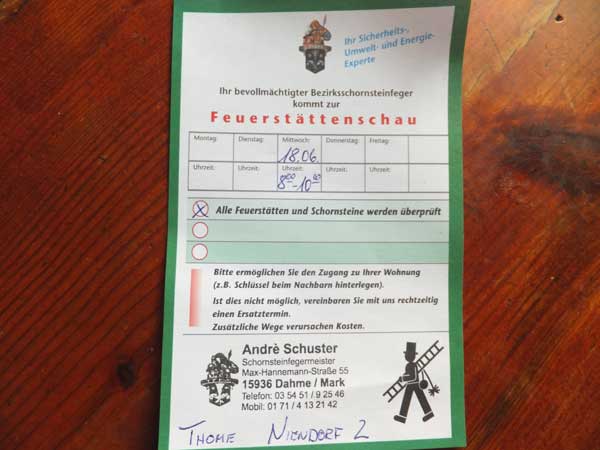 Ihr Sicherheits-,
Umwelt- und Energie-
Experte
Ihr bevollmächtigter Bezirksschornsteinfeger
kommt zur
Feuerstättenschau
Montag: Dienstag: Mittwoch: Donnerstag: Freitag:
18.06.
Uhrzeit: Uhrzeit: Uhrzeit: Uhrzeit: Uhrzeit:
800-1000
Alle Feuerstätten und Schornsteine werden überprüft
Bitte ermöglichen Sie den Zugang zu Ihrer Wohnung
(z.B. Schlüssel beim Nachbarn hinterlegen).
Ist dies nicht möglich, vereinbaren Sie mit uns rechtzeitig
einen Ersatztermin.
Zusätzliche Wege verursachen Kosten.
Andrè Schuster
Schornsteinfegermeister
Max-Hannemann-Straße 55
15936 Dahme / Mark
Telefon: 03 54 51 / 9 25 46
Mobil: 01 71 / 4 13 21 42
THOME NIENDORF 2